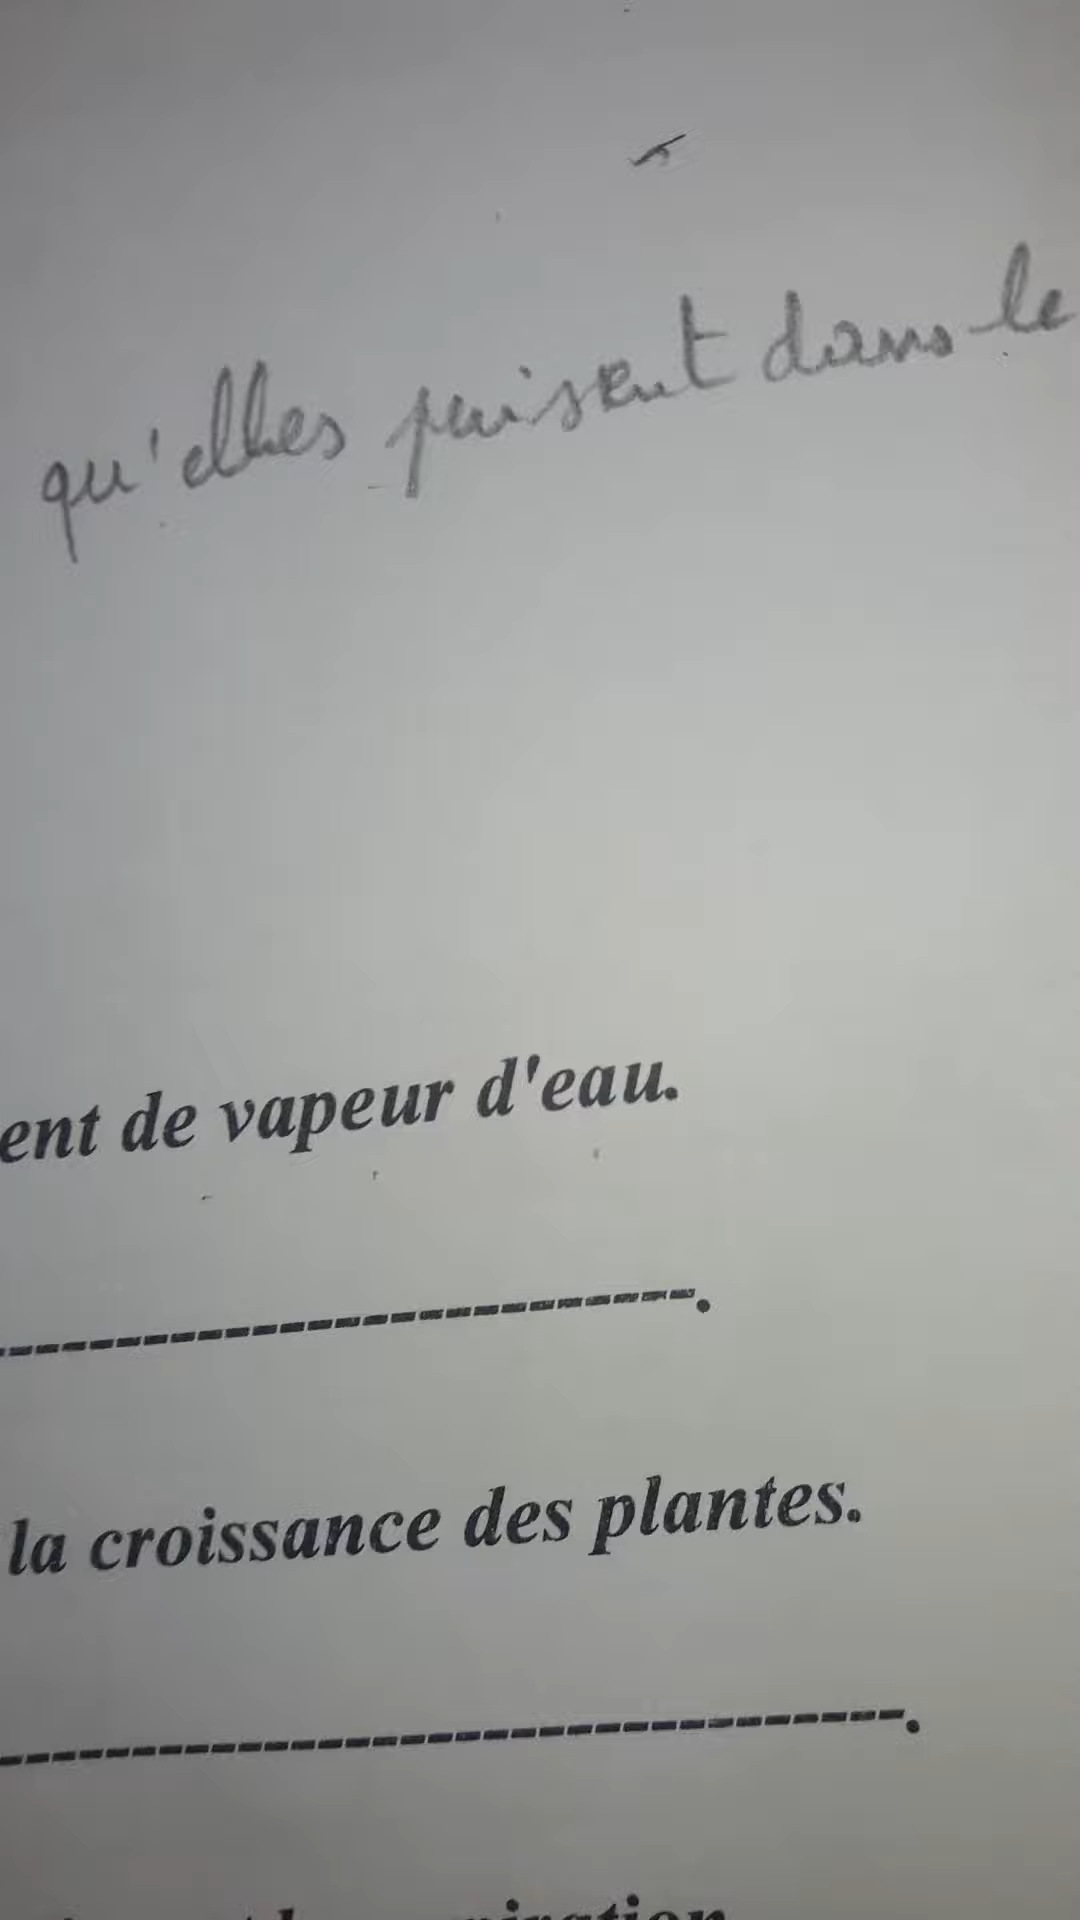 qu'elles puisent dans le
ent de vapeur d'eau.
-----------------------------.
la croissance des plantes.
-----------------------------------.